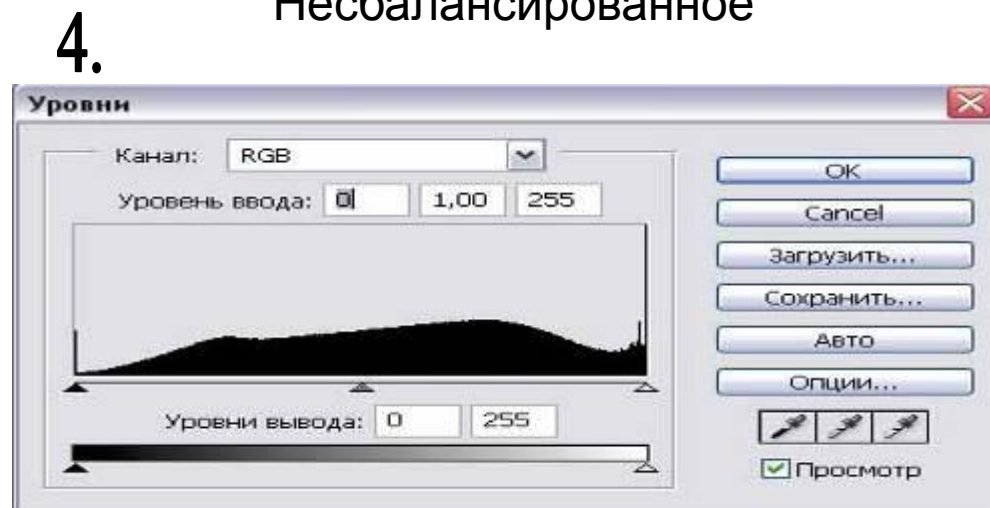 Несбалансированное
4.
Уровни
Канал: RGB
Уровень ввода: 0 1,00 255
Уровни вывода: 0 255
OK
Cancel
Загрузить...
Сохранить...
Авто
Опции...
Просмотр